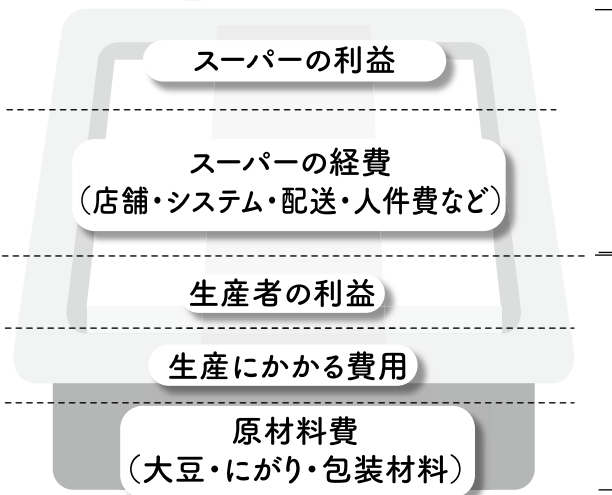 スーパーの利益
スーパーの経費
（店舗・システム・配送・人件費など）
生産者の利益
生産にかかる費用
原材料費
（大豆・にがり・包装材料）